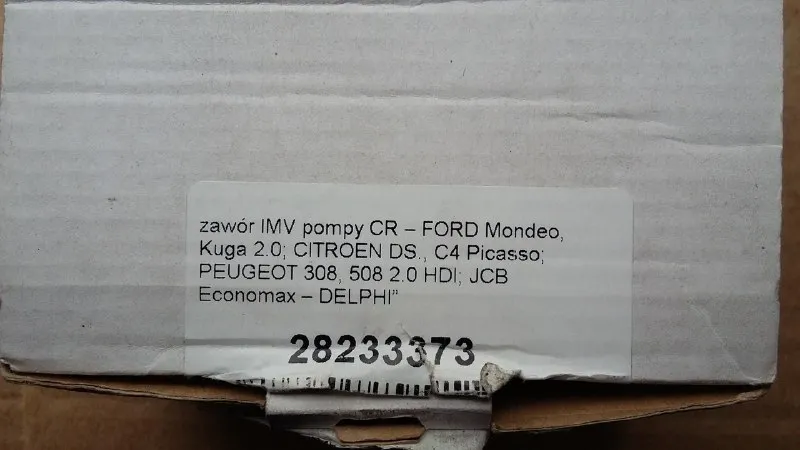 zawór IMV pompy CR – FORD Mondeo,
Kuga 2.0; CITROEN DS., C4 Picasso;
PEUGEOT 308, 508 2.0 HDI; JCB
Economax – DELPHI”
28233373